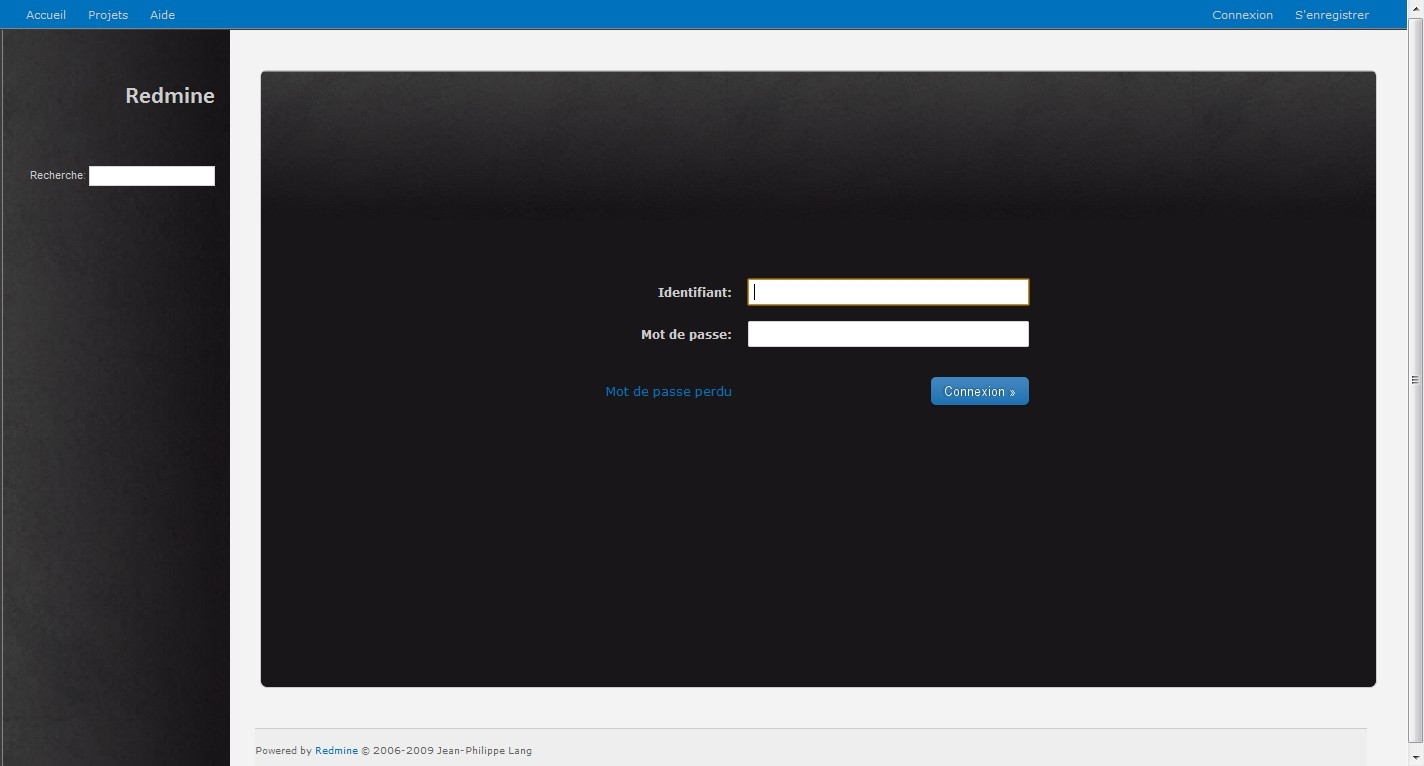 Accueil Projets Aide Connexion S'enregistrer
Redmine
Recherche:
Identifiant:
Mot de passe:
Mot de passe perdu Connexion »
Powered by Redmine © 2006-2009 Jean-Philippe Lang